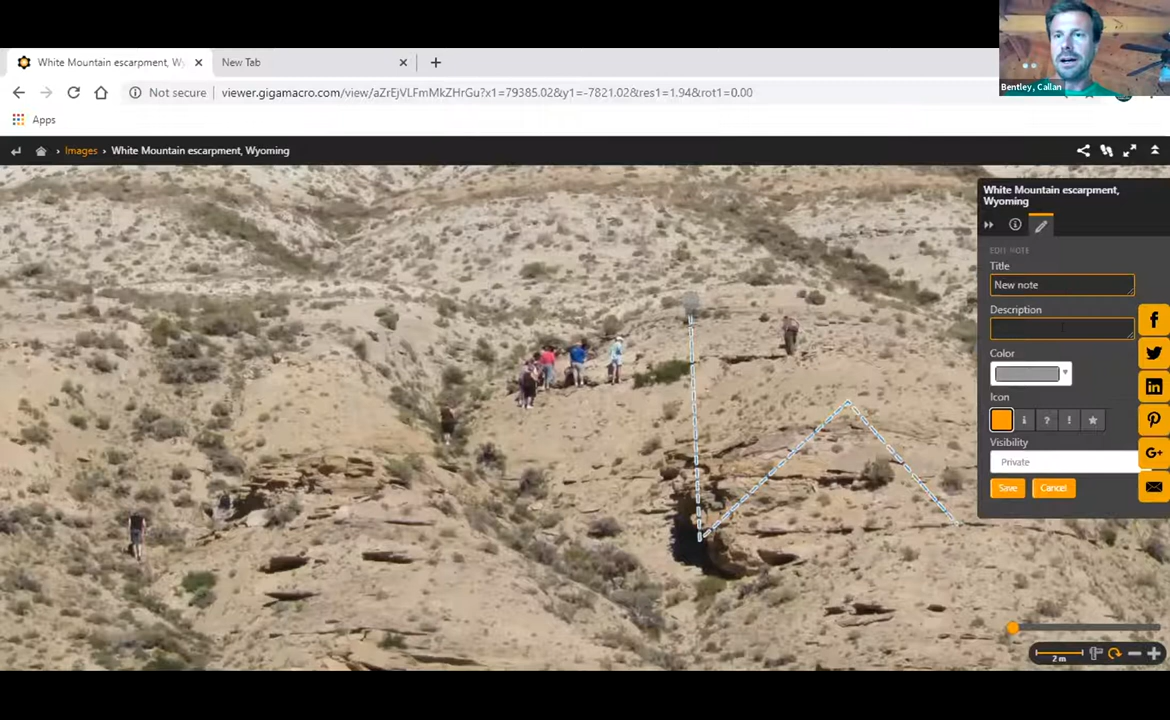 Bentley, Callan
White Mountain escarpment, Wy
New Tab
Not secure
viewer.gigamacro.com/view/aZrEjVLFmMkZHrGu?x1=79385.02&y1=-7821.02&res1=1.94&rot1=0.00
Apps
› Images › White Mountain escarpment, Wyoming
White Mountain escarpment,
Wyoming
EDIT NOTE
Title
New note
Description
Color
Icon
i ? ! 
Visibility
Private
Save Cancel
f
in
G+
2 m